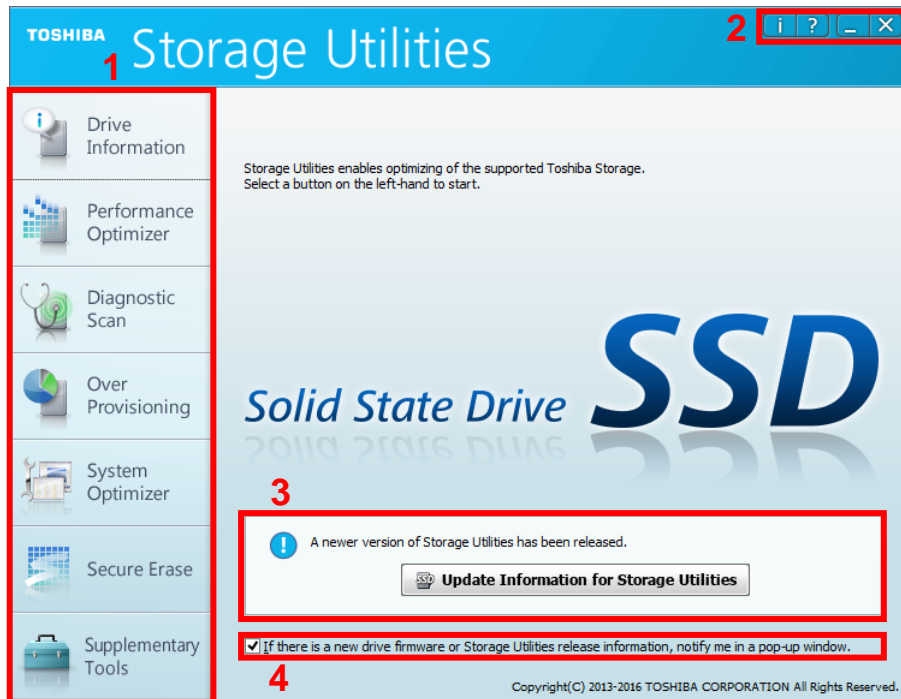 TOSHIBA
Storage Utilities
1
2
i ? _ X
Drive
Information
Performance
Optimizer
Diagnostic
Scan
Over
Provisioning
System
Optimizer
Secure Erase
Supplementary
Tools
Storage Utilities enables optimizing of the supported Toshiba Storage.
Select a button on the left-hand to start.
Solid State Drive SSD
3
A newer version of Storage Utilities has been released.
SSD Update Information for Storage Utilities
If there is a new drive firmware or Storage Utilities release information, notify me in a pop-up window.
4
Copyright(C) 2013-2016 TOSHIBA CORPORATION All Rights Reserved.